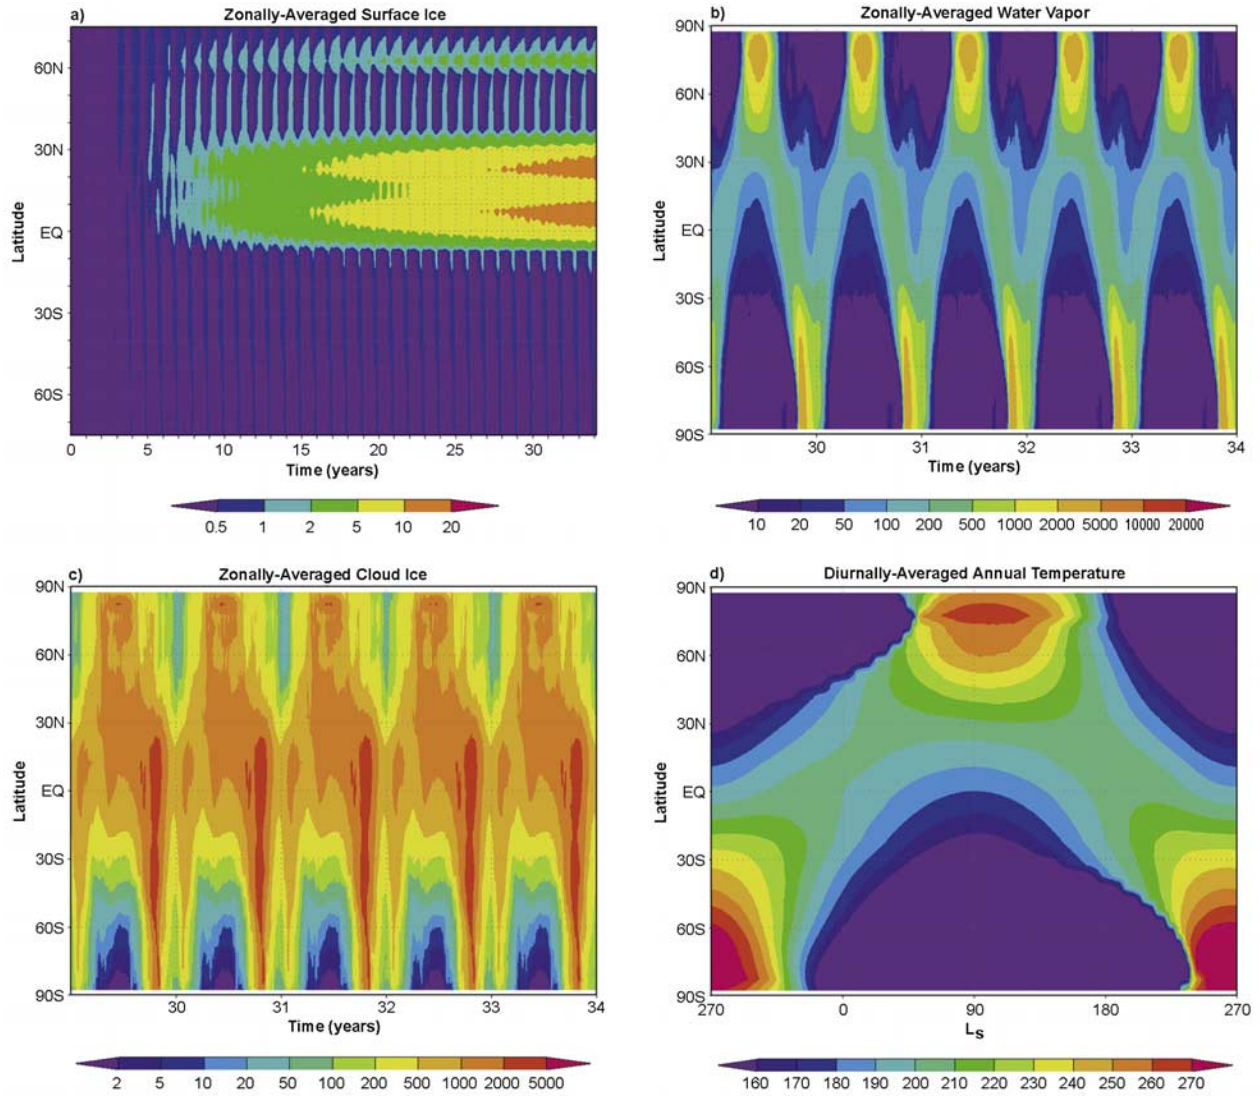 a) Zonally-Averaged Surface Ice
60N
30N
EQ
30S
60S
Latitude
0 5 10 15 20 25 30
Time (years)
0.5 1 2 5 10 20
b) Zonally-Averaged Water Vapor
90N
60N
30N
EQ
30S
60S
90S
Latitude
30 31 32 33 34
Time (years)
10 20 50 100 200 500 1000 2000 5000 10000 20000
c) Zonally-Averaged Cloud Ice
90N
60N
30N
EQ
30S
60S
90S
Latitude
30 31 32 33 34
Time (years)
2 5 10 20 50 100 200 500 1000 2000 5000
d) Diurnally-Averaged Annual Temperature
90N
60N
30N
EQ
30S
60S
90S
Latitude
270 0 90 180 270
LS
160 170 180 190 200 210 220 230 240 250 260 270